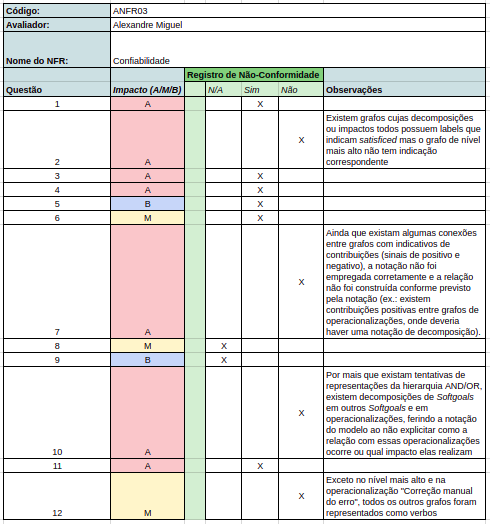 Código: ANFR03
Avaliador: Alexandre Miguel
Nome do NFR: Confiabilidade
Registro de Não-Conformidade
Questão Impacto (A/M/B) N/A Sim Não Observações
1 A X
Existem grafos cujas decomposições
ou impactos todos possuem labels que
indicam satisficed mas o grafo de nível
mais alto não tem indicação
2 A X correspondente
3 A X
4 A X
5 B X
6 M X
Ainda que existam algumas conexões
entre grafos com indicativos de
contribuições (sinais de positivo e
negativo), a notação não foi
empregada corretamente e a relação
não foi construída conforme previsto
pela notação (ex.: existem
contribuições positivas entre grafos de
operacionalizações, onde deveria
7 A X haver uma notação de decomposição).
8 M X
9 B X
Por mais que existam tentativas de
representações da hierarquia AND/OR,
existem decomposições de Softgoals
em outros Softgoals e em
operacionalizações, ferindo a notação
do modelo ao não explicitar como a
relação com essas operacionalizações
10 A X ocorre ou qual impacto elas realizam
11 A X
Exceto no nível mais alto e na
operacionalização "Correção manual
do erro", todos os outros grafos foram
12 M X representados como verbos